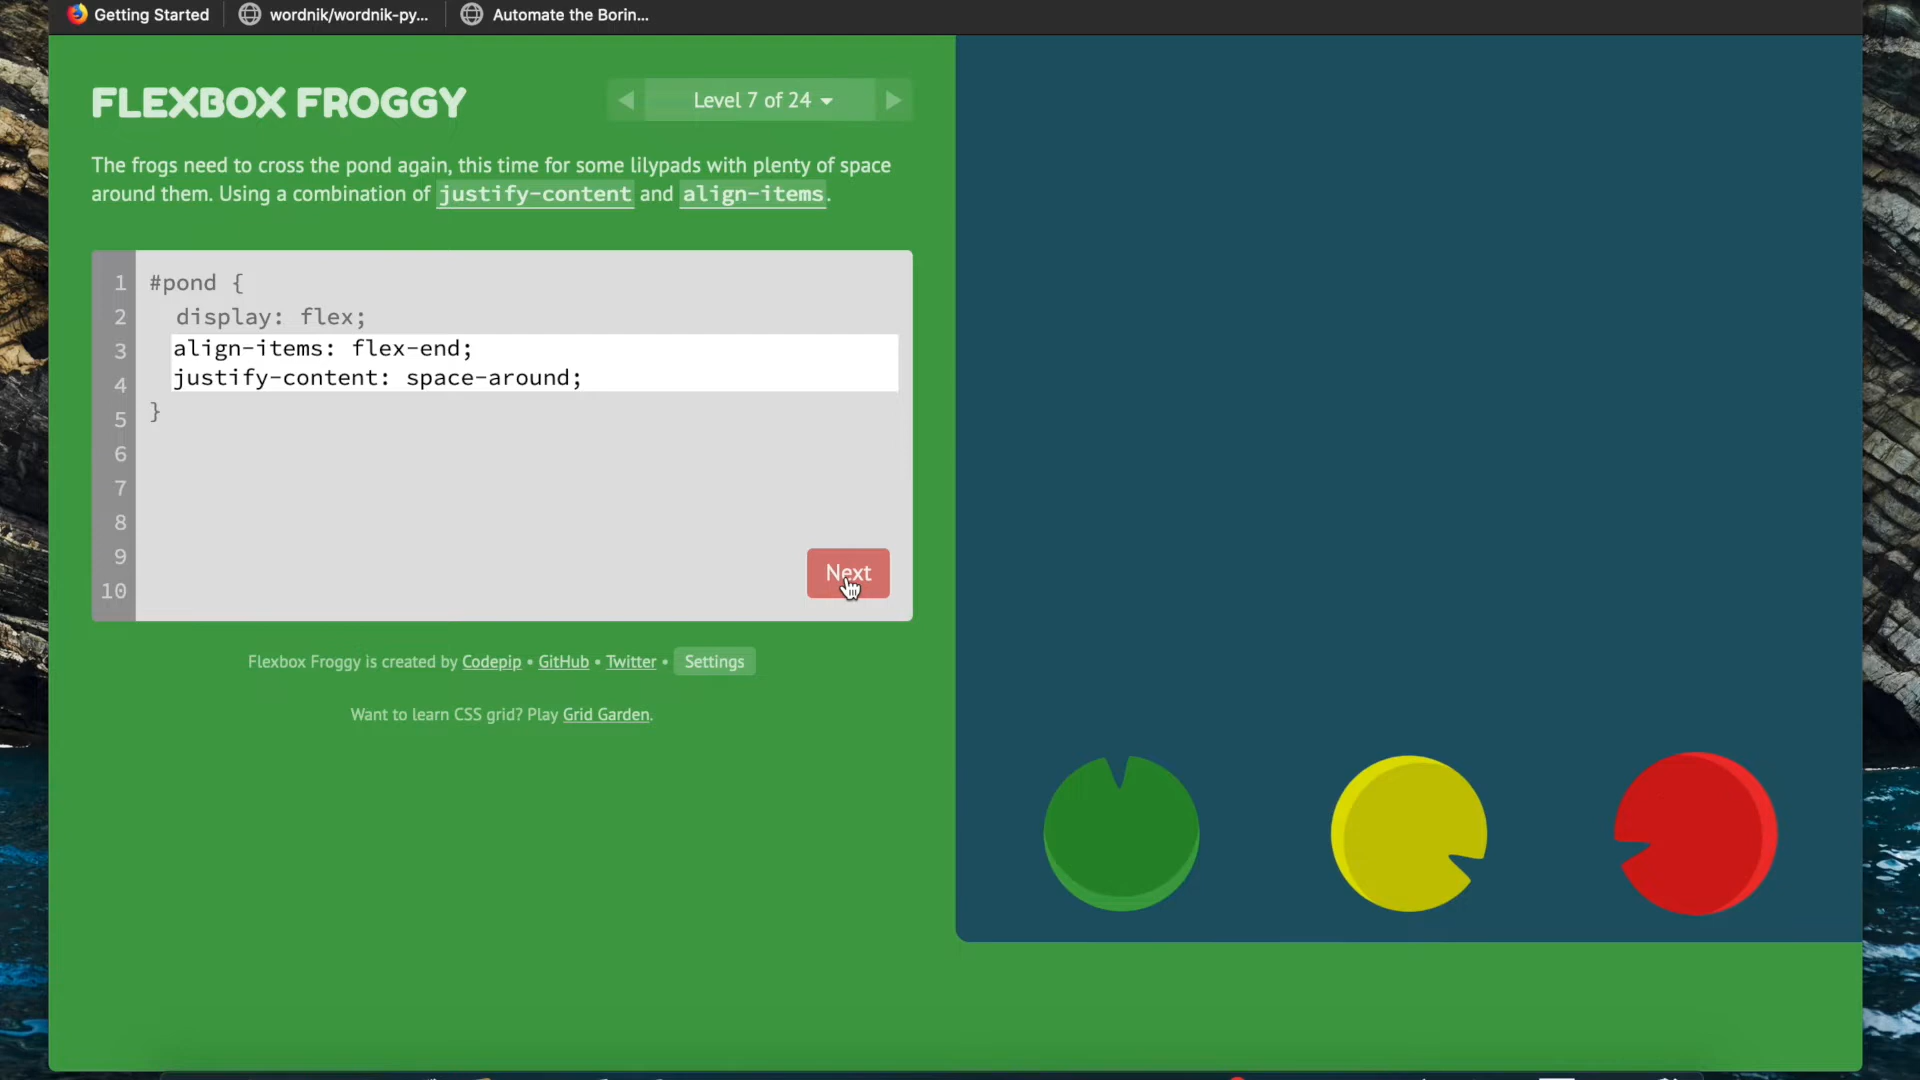 Getting Started
wordnik/wordnik-py...
Automate the Borin...
FLEXBOX FROGGY
Level 7 of 24
The frogs need to cross the pond again, this time for some lilypads with plenty of space
around them. Using a combination of justify-content and align-items.
1 #pond {
2 display: flex;
3 align-items: flex-end;
4 justify-content: space-around;
5 }
6
7
8
9
10
Next
Flexbox Froggy is created by Codepip • GitHub • Twitter • Settings
Want to learn CSS grid? Play Grid Garden.